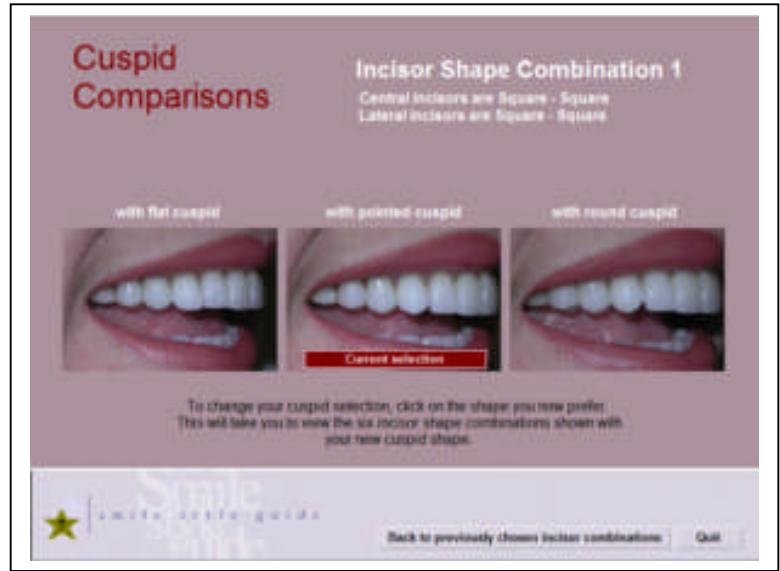 Cuspid
Comparisons
Incisor Shape Combination 1
Central Incisors are Square - Square
Lateral Incisors are Square - Square
with flat cuspid
with pointed cuspid
with round cuspid
Current selection
To change your cuspid selection, click on the shape you now prefer.
This will take you to view the six incisor shape combinations shown with
your new cuspid shape.
Smile
smile style guide
guide
Back to previously chosen incisor combinations
Quit